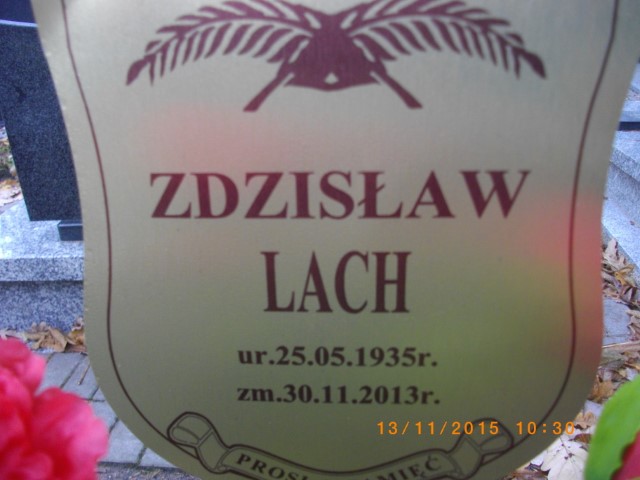 ZDZISŁAW
LACH
ur.25.05.1935r.
zm.30.11.2013r.
13/11/2015 10:30